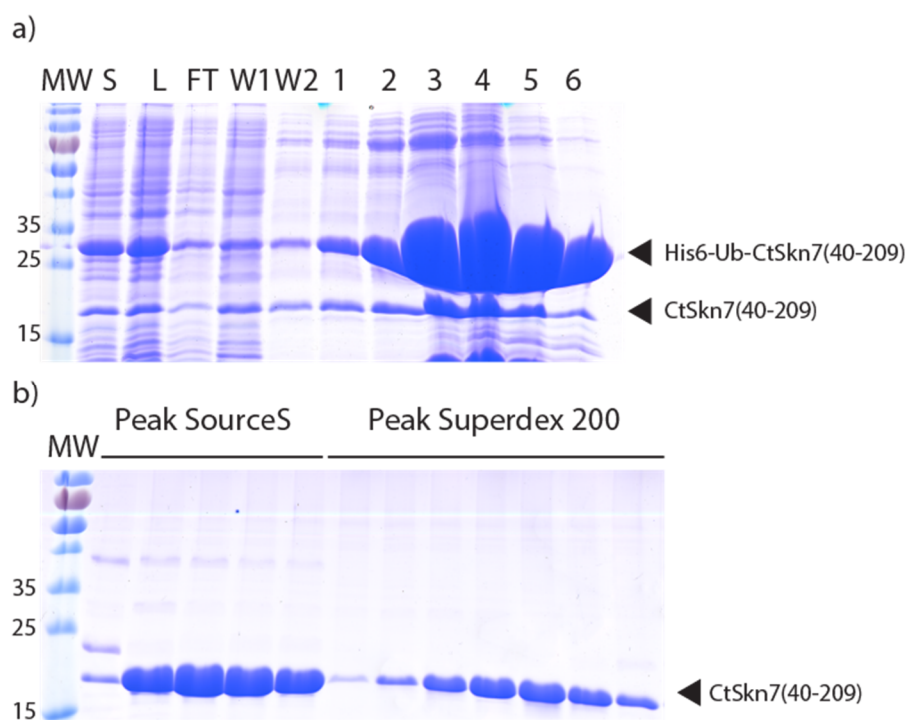 a)
MW S L FT W1 W2 1 2 3 4 5 6
35
25
15
His6-Ub-CtSkn7(40-209)
CtSkn7(40-209)
b)
Peak SourceS Peak Superdex 200
MW
35
25
15
CtSkn7(40-209)